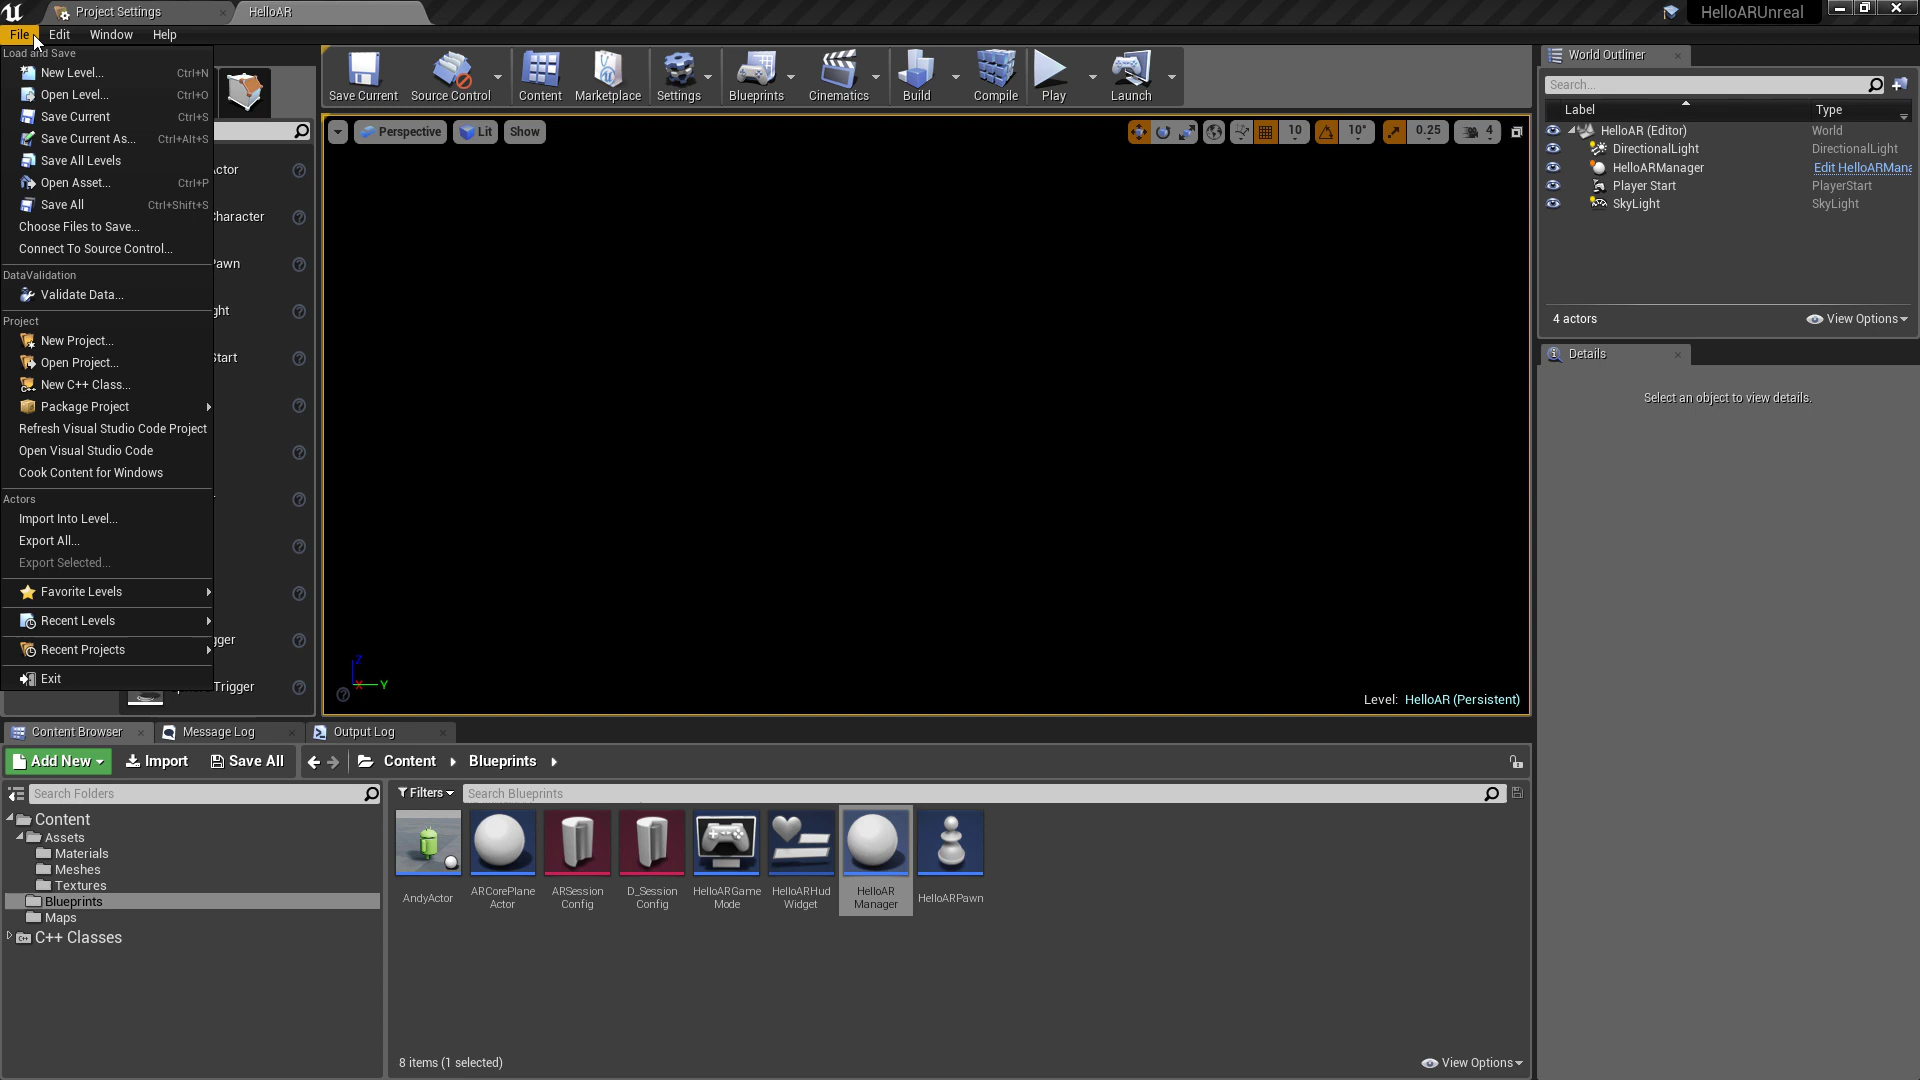 Project Settings
HelloAR
HelloARUnreal
File
Edit
Window
Help
Load and Save
New Level... Ctrl+N
Open Level... Ctrl+O
Save Current Ctrl+S
Save Current As... Ctrl+Alt+S
Save All Levels
Open Asset... Ctrl+P
Save All Ctrl+Shift+S
Choose Files to Save...
Connect To Source Control...
DataValidation
Validate Data...
Project
New Project...
Open Project...
New C++ Class...
Package Project
Refresh Visual Studio Code Project
Open Visual Studio Code
Cook Content for Windows
Actors
Import Into Level...
Export All...
Export Selected...
Favorite Levels
Recent Levels
Recent Projects
Exit
Trigger
Save Current
Source Control
Content
Marketplace
Settings
Blueprints
Cinematics
Build
Compile
Play
Launch
Perspective
Lit
Show
10
10°
0.25
4
Z
X
Y
Level: HelloAR (Persistent)
World Outliner
Search...
Label Type
HelloAR (Editor) World
DirectionalLight DirectionalLight
HelloARManager Edit HelloARMana
Player Start PlayerStart
SkyLight SkyLight
4 actors
View Options
Details
Select an object to view details.
Content Browser
Message Log
Output Log
Add New
Import
Save All
Content
Blueprints
Search Folders
Filters
Search Blueprints
Content
Assets
Materials
Meshes
Textures
Blueprints
Maps
C++ Classes
AndyActor
ARCorePlane
Actor
ARSession
Config
D_Session
Config
HelloARGame
Mode
HelloARHud
Widget
HelloAR
Manager
HelloARPawn
8 items (1 selected)
View Options